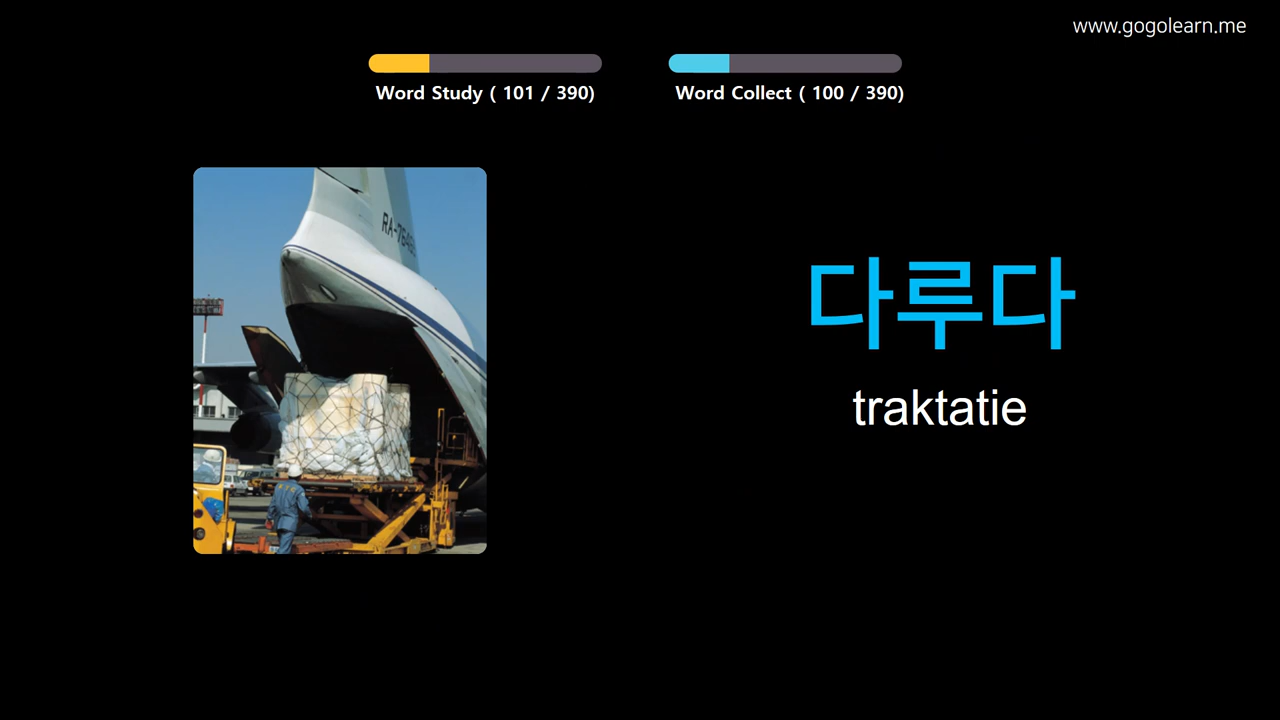 www.gogolearn.me
Word Study ( 101 / 390)
Word Collect ( 100 / 390)
다루다
traktatie